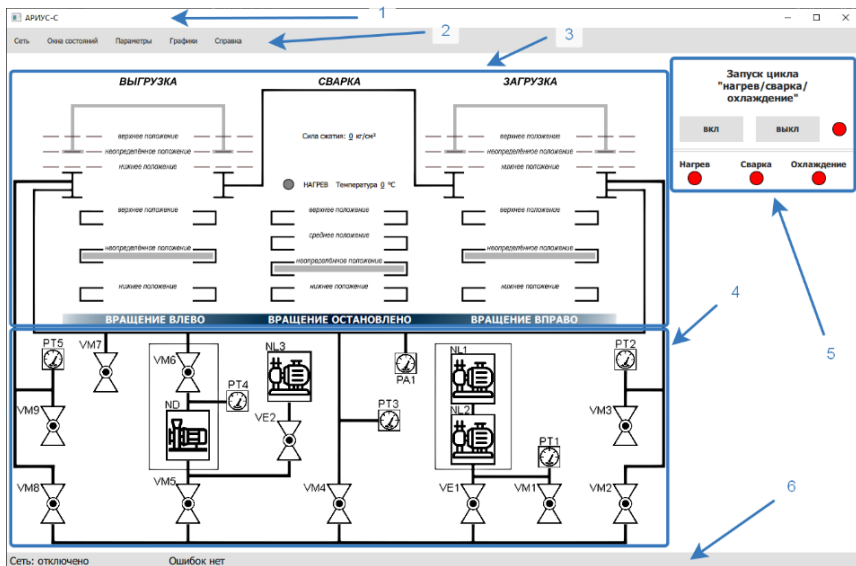 АРИУС-С
1
Сеть Окна состояний Параметры Графики Справка
2
3
ВЫГРУЗКА СВАРКА ЗАГРУЗКА
Запуск цикла
"нагрев/сварка/
охлаждение"
вкл выкл
верхнее положение Сила сжатия: 0 кг/см² верхнее положение
неопределённое положение неопределённое положение
нижнее положение нижнее положение
Нагрев Сварка Охлаждение
НАГРЕВ Температура 0 °C
верхнее положение верхнее положение верхнее положение
среднее положение
неопределённое положение неопределённое положение
неопределённое положение
нижнее положение нижнее положение нижнее положение
4
ВРАЩЕНИЕ ВЛЕВО ВРАЩЕНИЕ ОСТАНОВЛЕНО ВРАЩЕНИЕ ВПРАВО
5
PT5 VM7 VM6 NL3 PA1 NL1 PT2
PT4
ND PT3 NL2
VM9 VE2 VM3
PT1
VM8 VM5 VM4 VE1 VM1 VM2
6
Сеть: отключено Ошибок нет